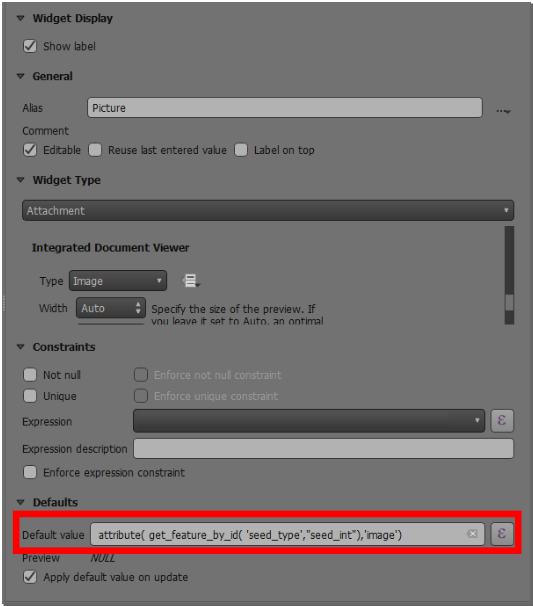 Widget Display
Show label
General
Alias Picture ...
Comment
Editable Reuse last entered value Label on top
Widget Type
Attachment
Integrated Document Viewer
Type Image
Width Auto Specify the size of the preview. If
you leave it set to Auto, an optimal
Constraints
Not null Enforce not null constraint
Unique Enforce unique constraint
Expression ε
Expression description
Enforce expression constraint
Defaults
Default value attribute( get_feature_by_id( 'seed_type',"seed_int"),'image') ε
Preview NULL
Apply default value on update